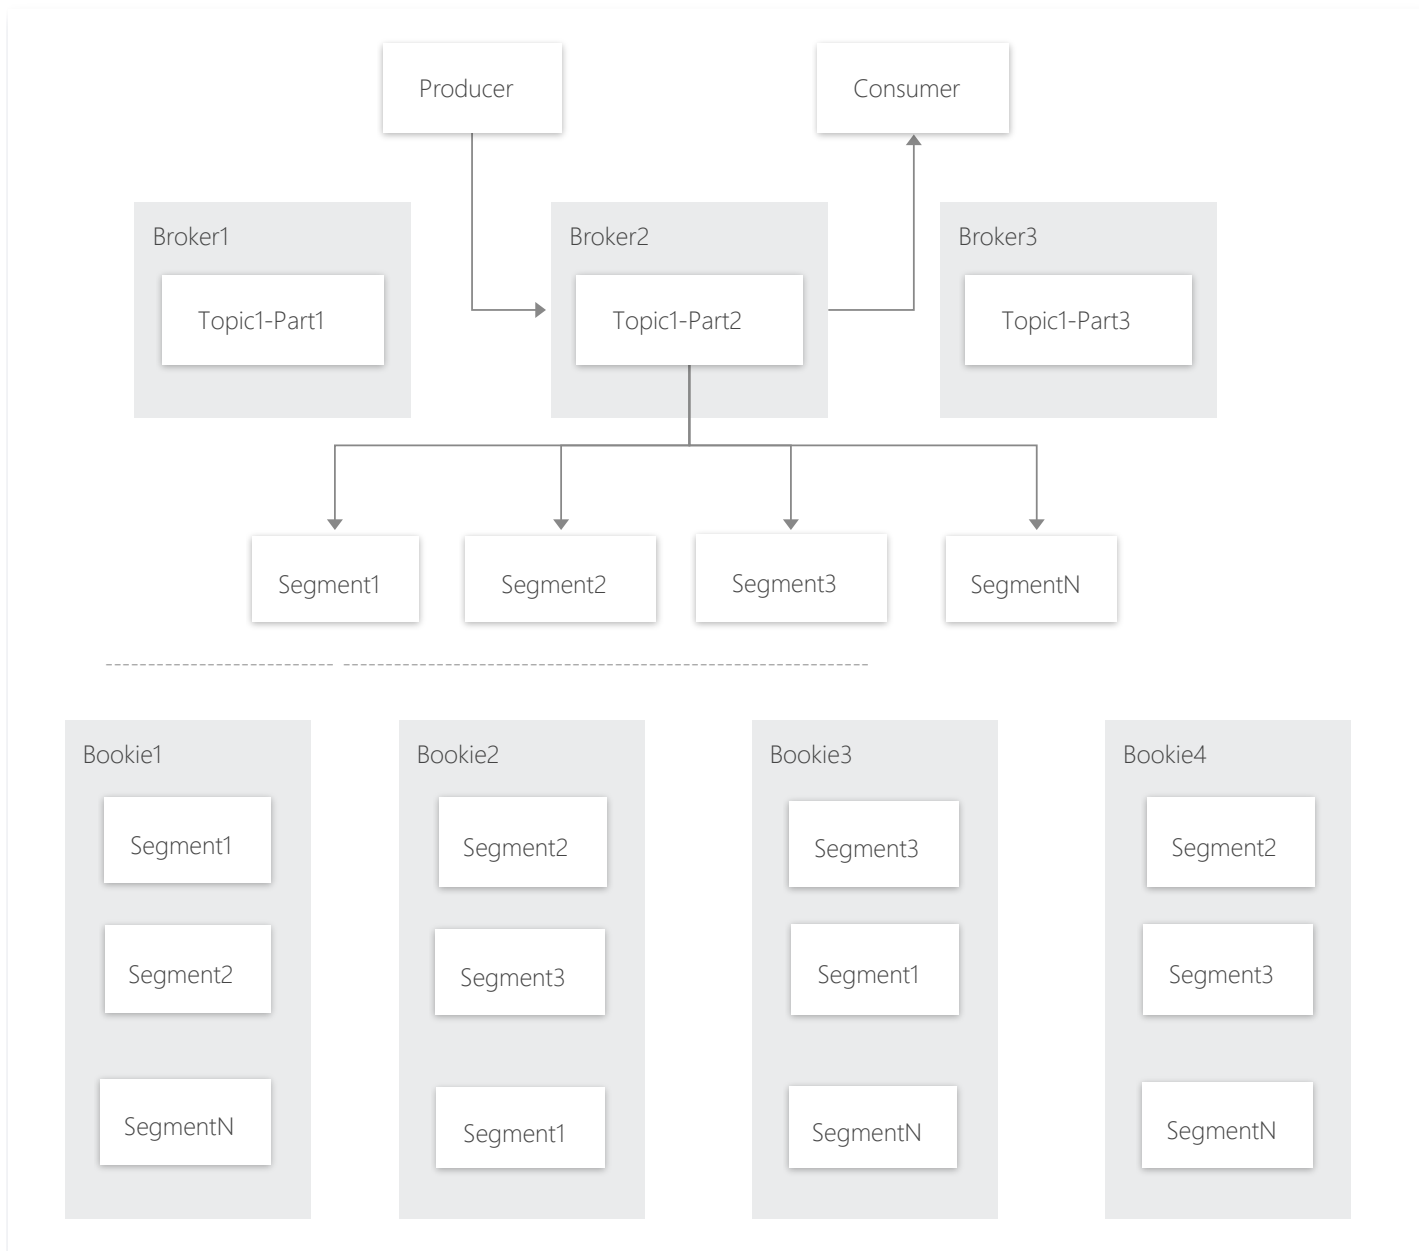 Producer
Consumer
Broker1
Broker2
Broker3
Topic1-Part1
Topic1-Part2
Topic1-Part3
Segment1
Segment2
Segment3
SegmentN
Bookie1
Segment1
Segment2
SegmentN
Bookie2
Segment2
Segment3
Segment1
Bookie3
Segment3
Segment1
SegmentN
Bookie4
Segment2
Segment3
SegmentN